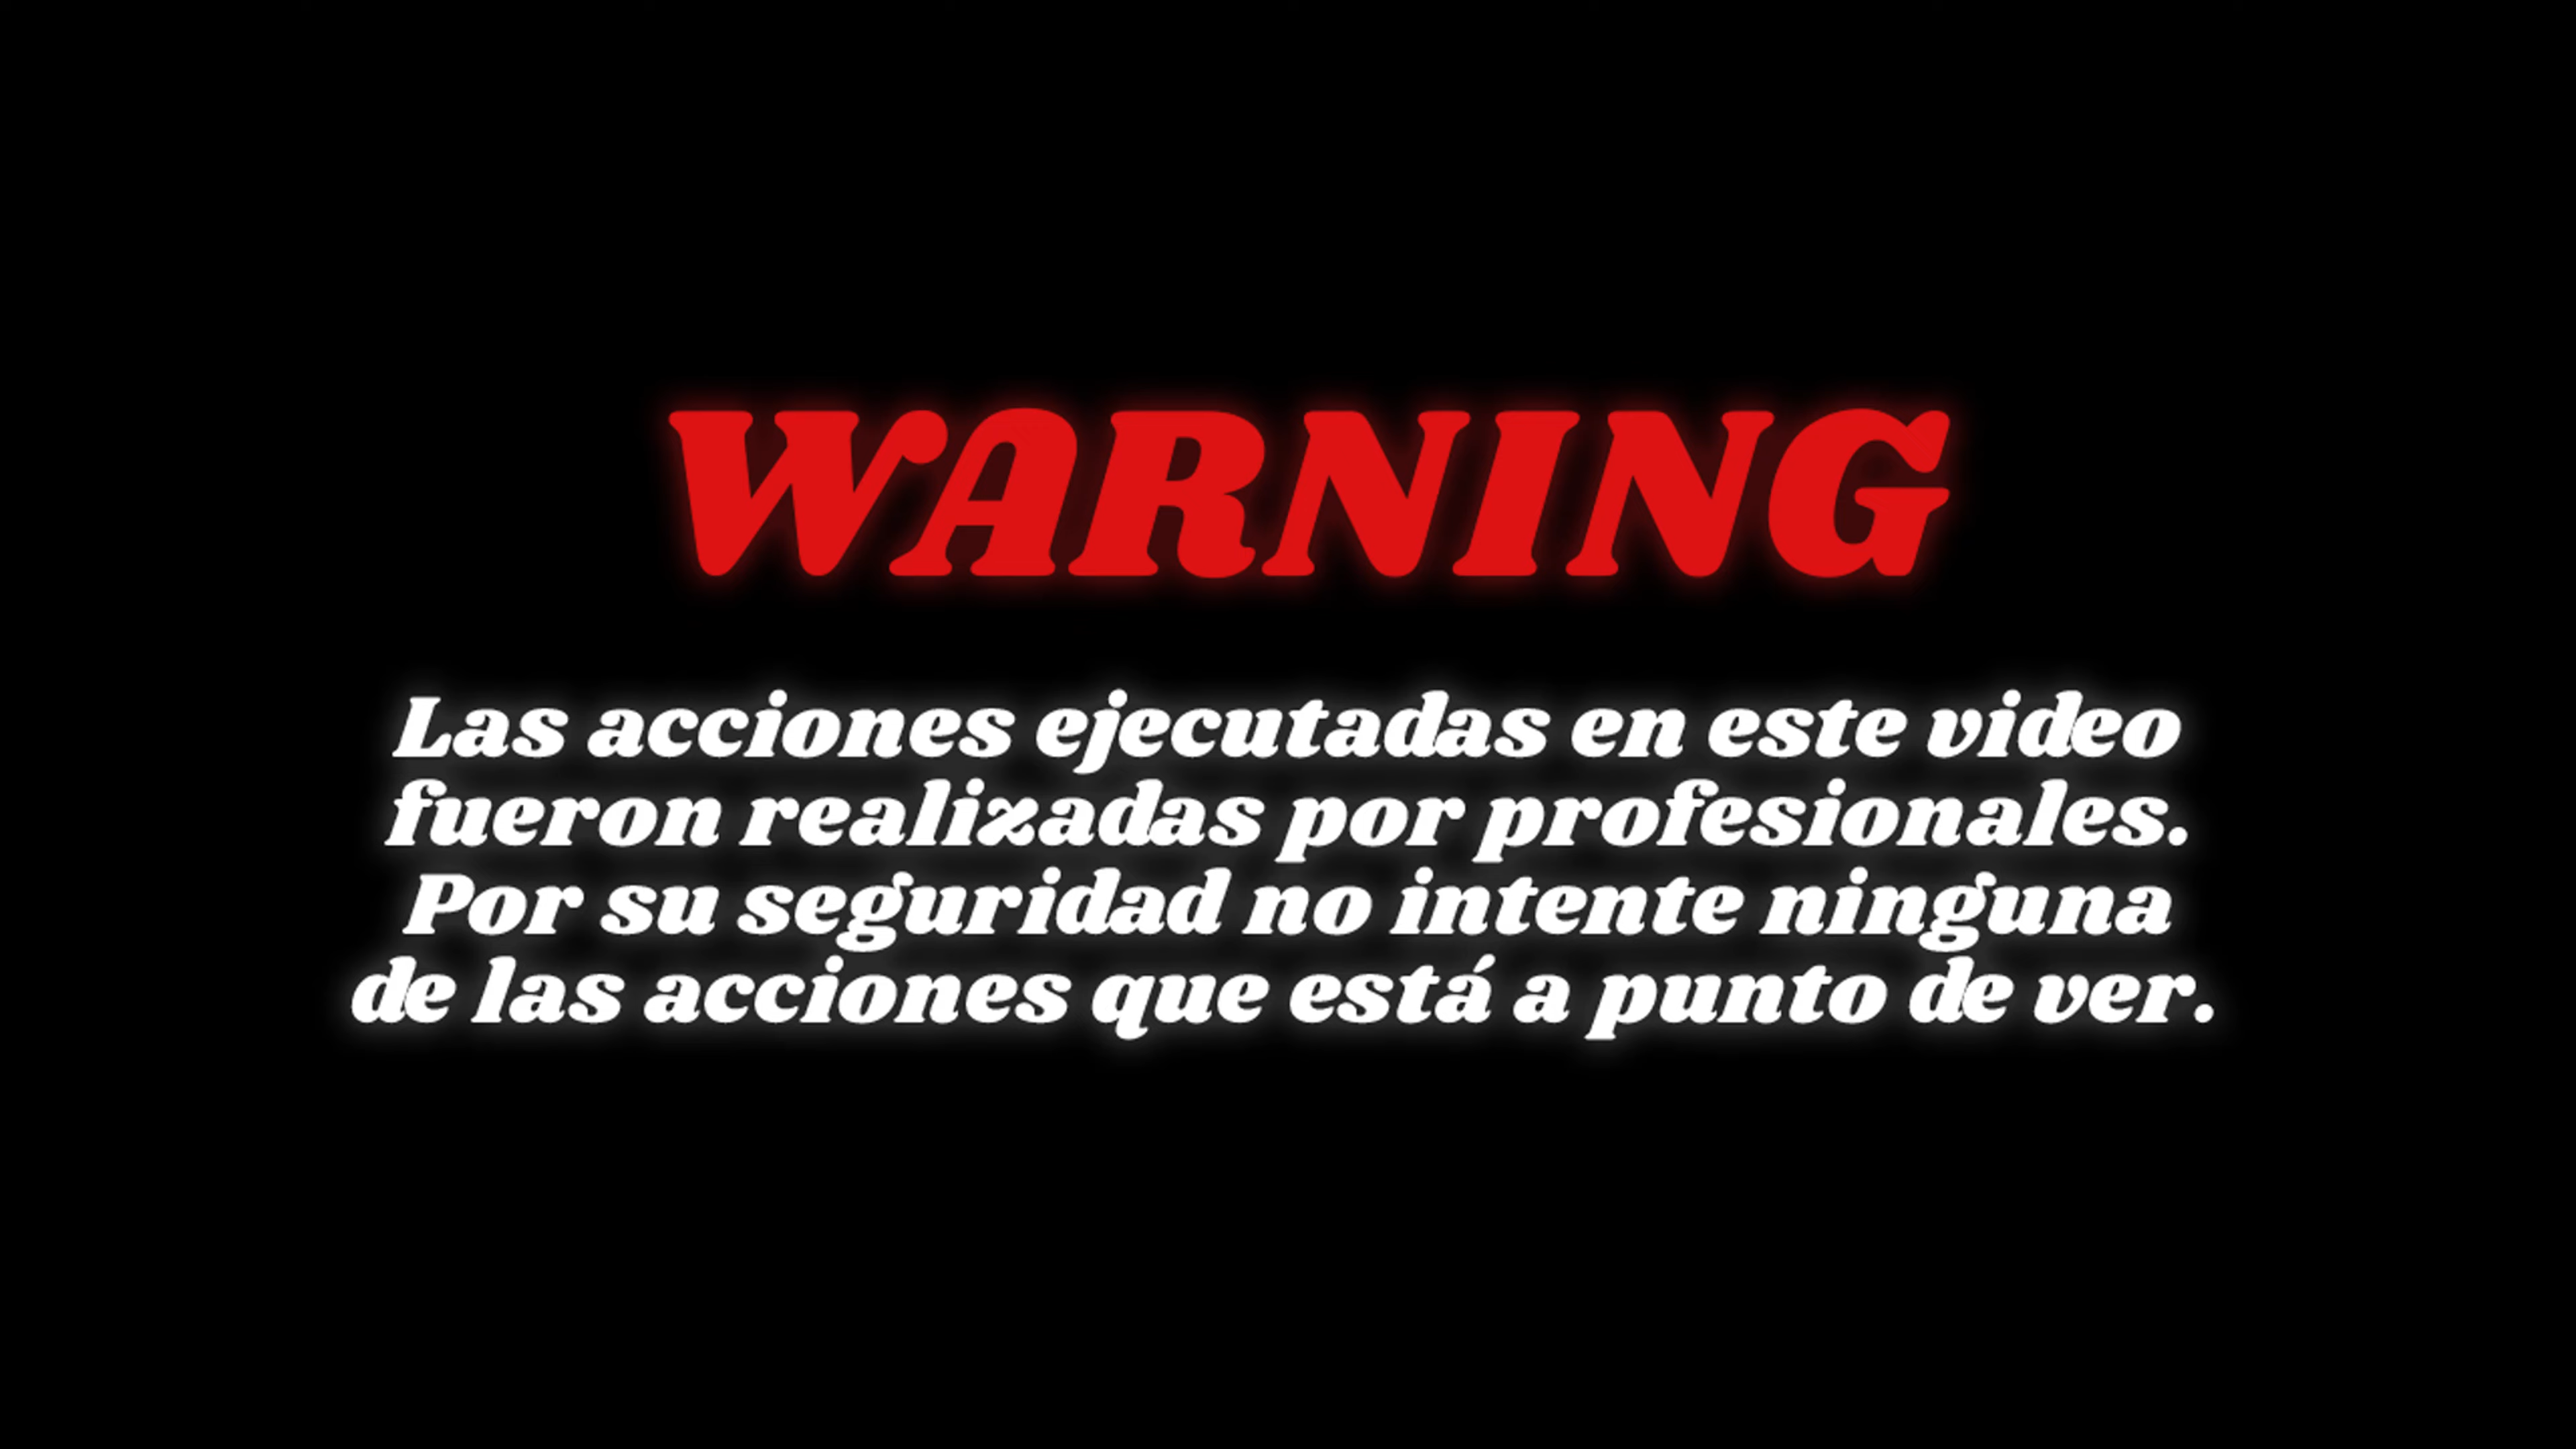 WARNING
Las acciones ejecutadas en este video
fueron realizadas por profesionales.
Por su seguridad no intente ninguna
de las acciones que está a punto de ver.